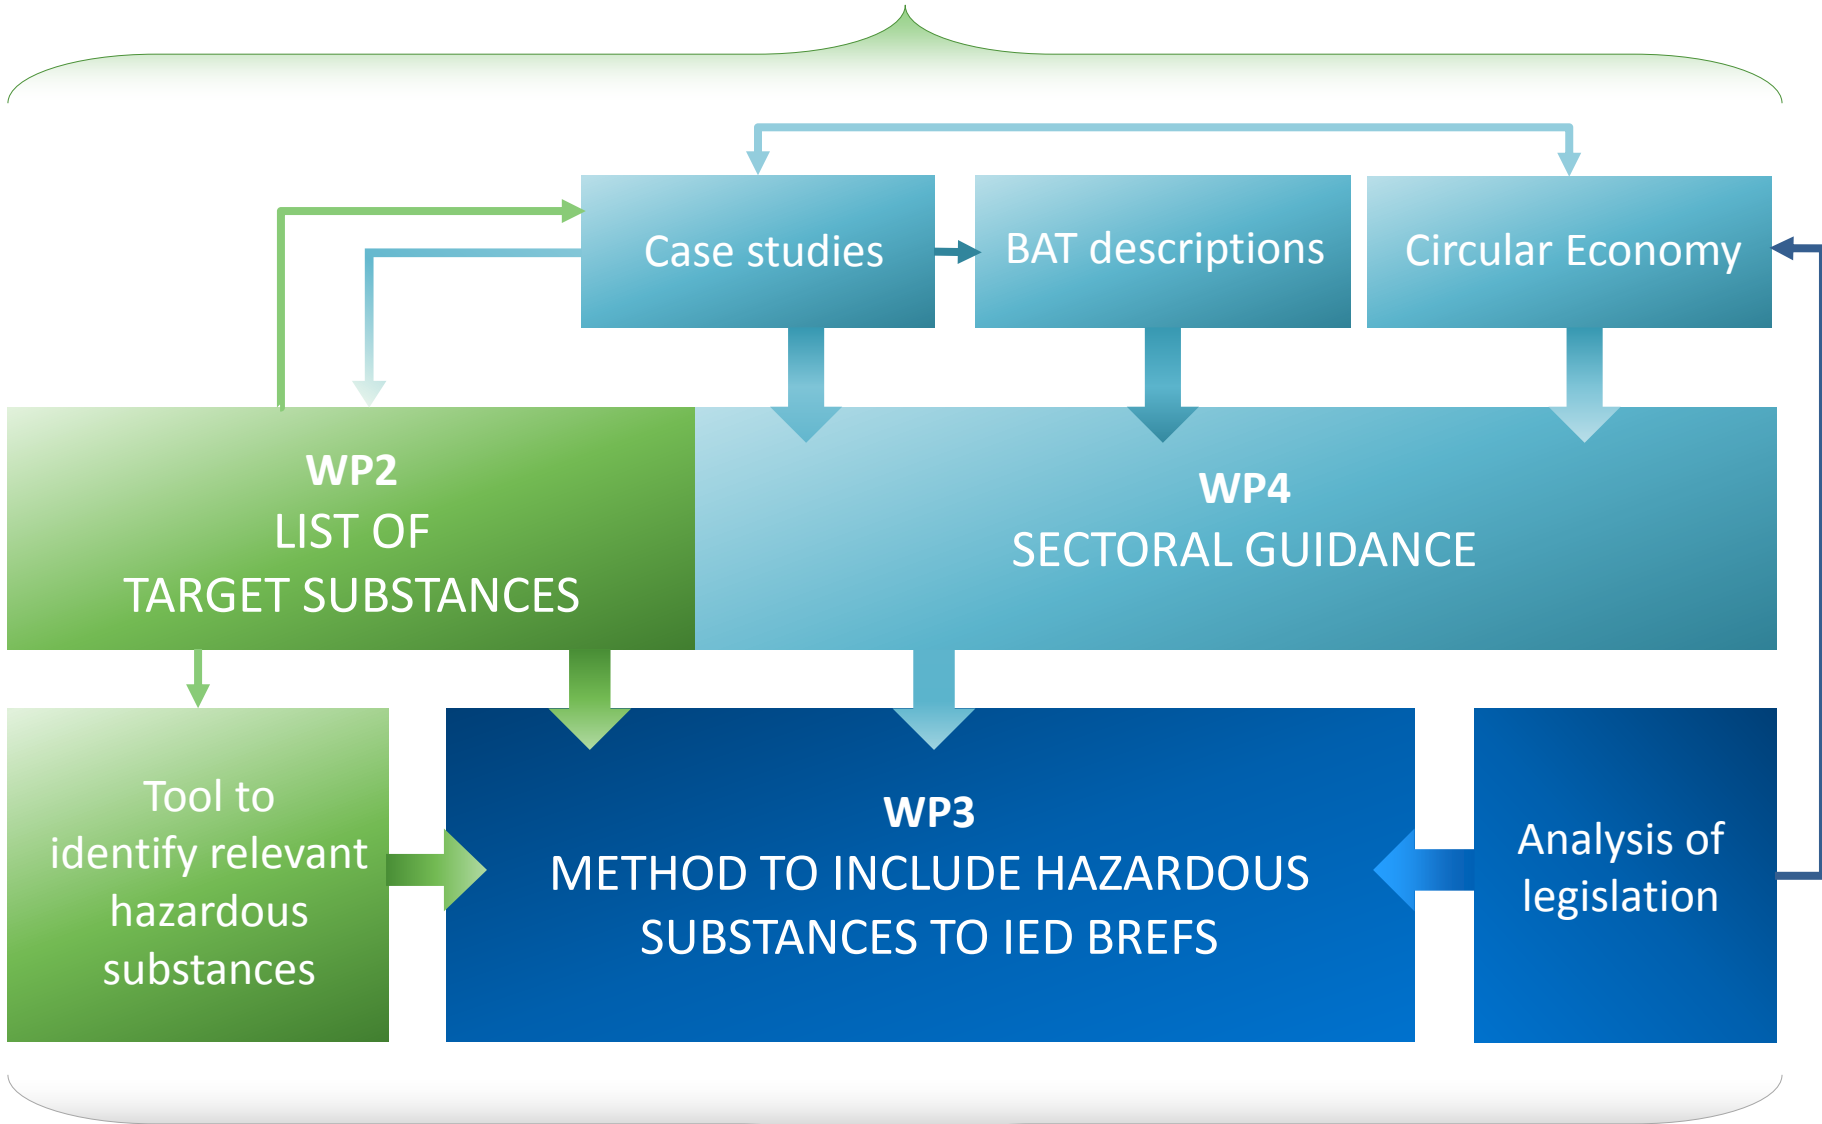 Case studies
BAT descriptions
Circular Economy
WP2
LIST OF
TARGET SUBSTANCES
WP4
SECTORAL GUIDANCE
Tool to
identify relevant
hazardous
substances
WP3
METHOD TO INCLUDE HAZARDOUS
SUBSTANCES TO IED BREFS
Analysis of
legislation